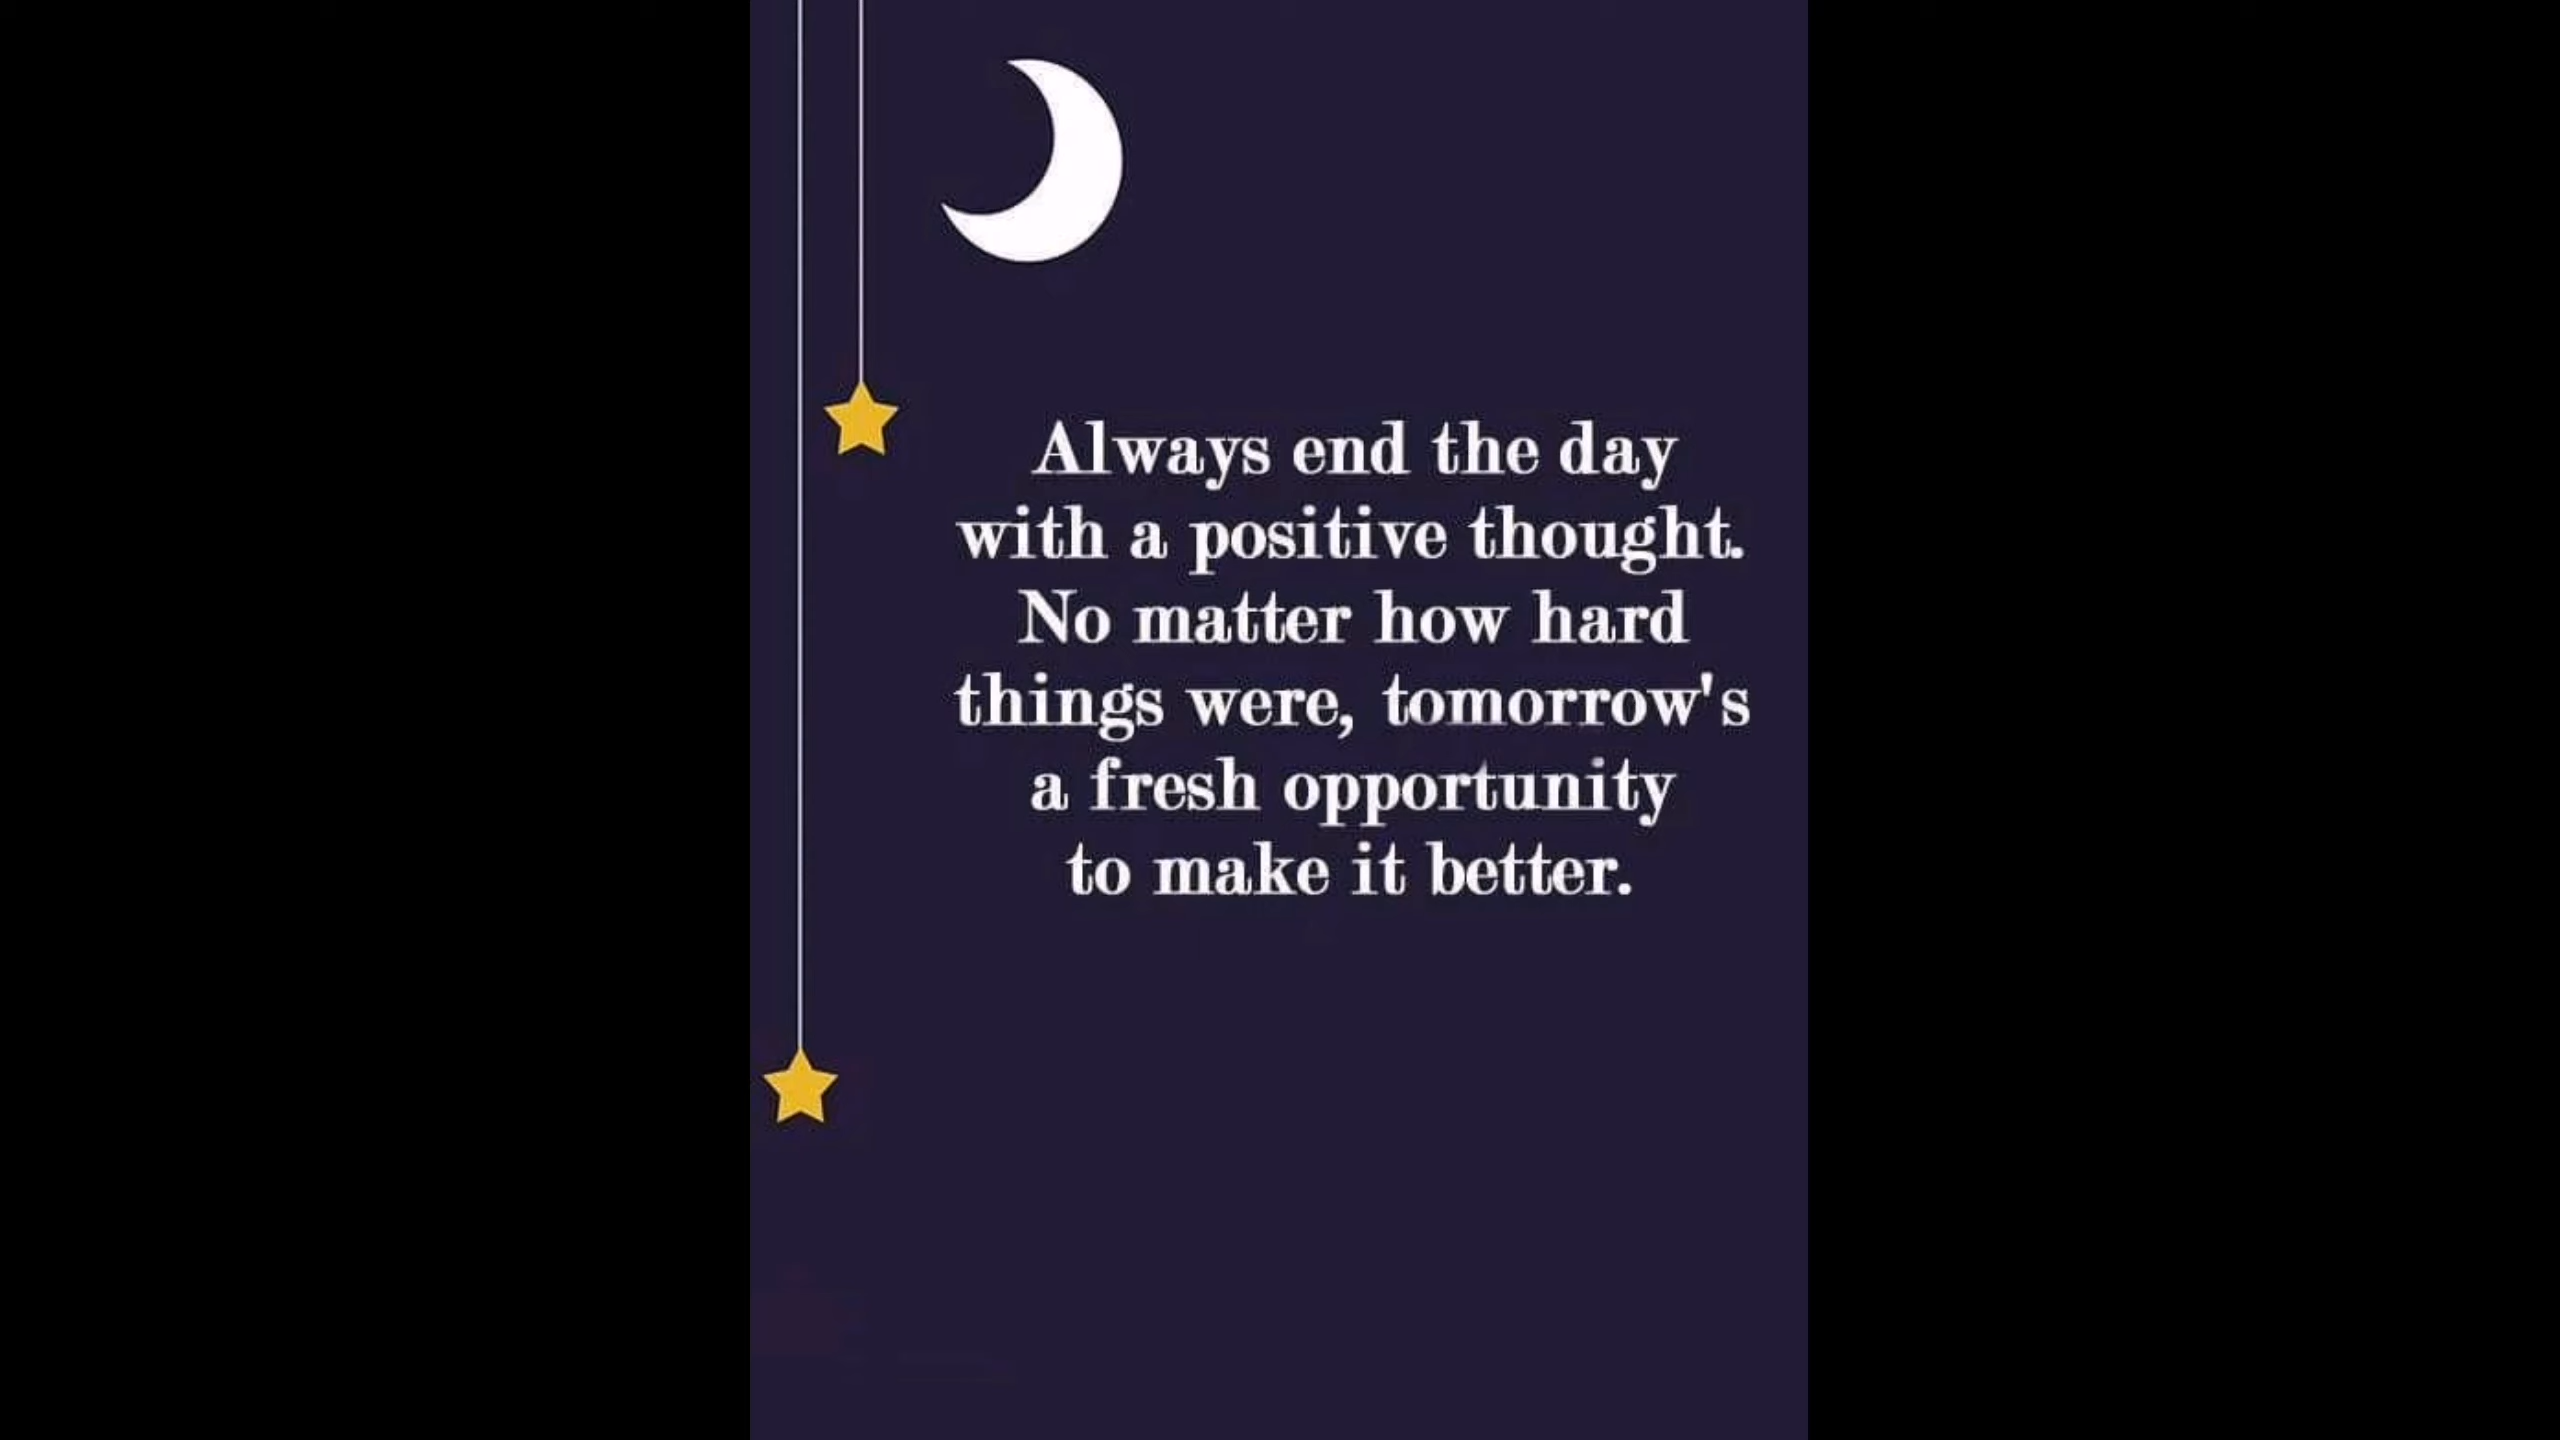 Always end the day
with a positive thought.
No matter how hard
things were, tomorrow's
a fresh opportunity
to make it better.